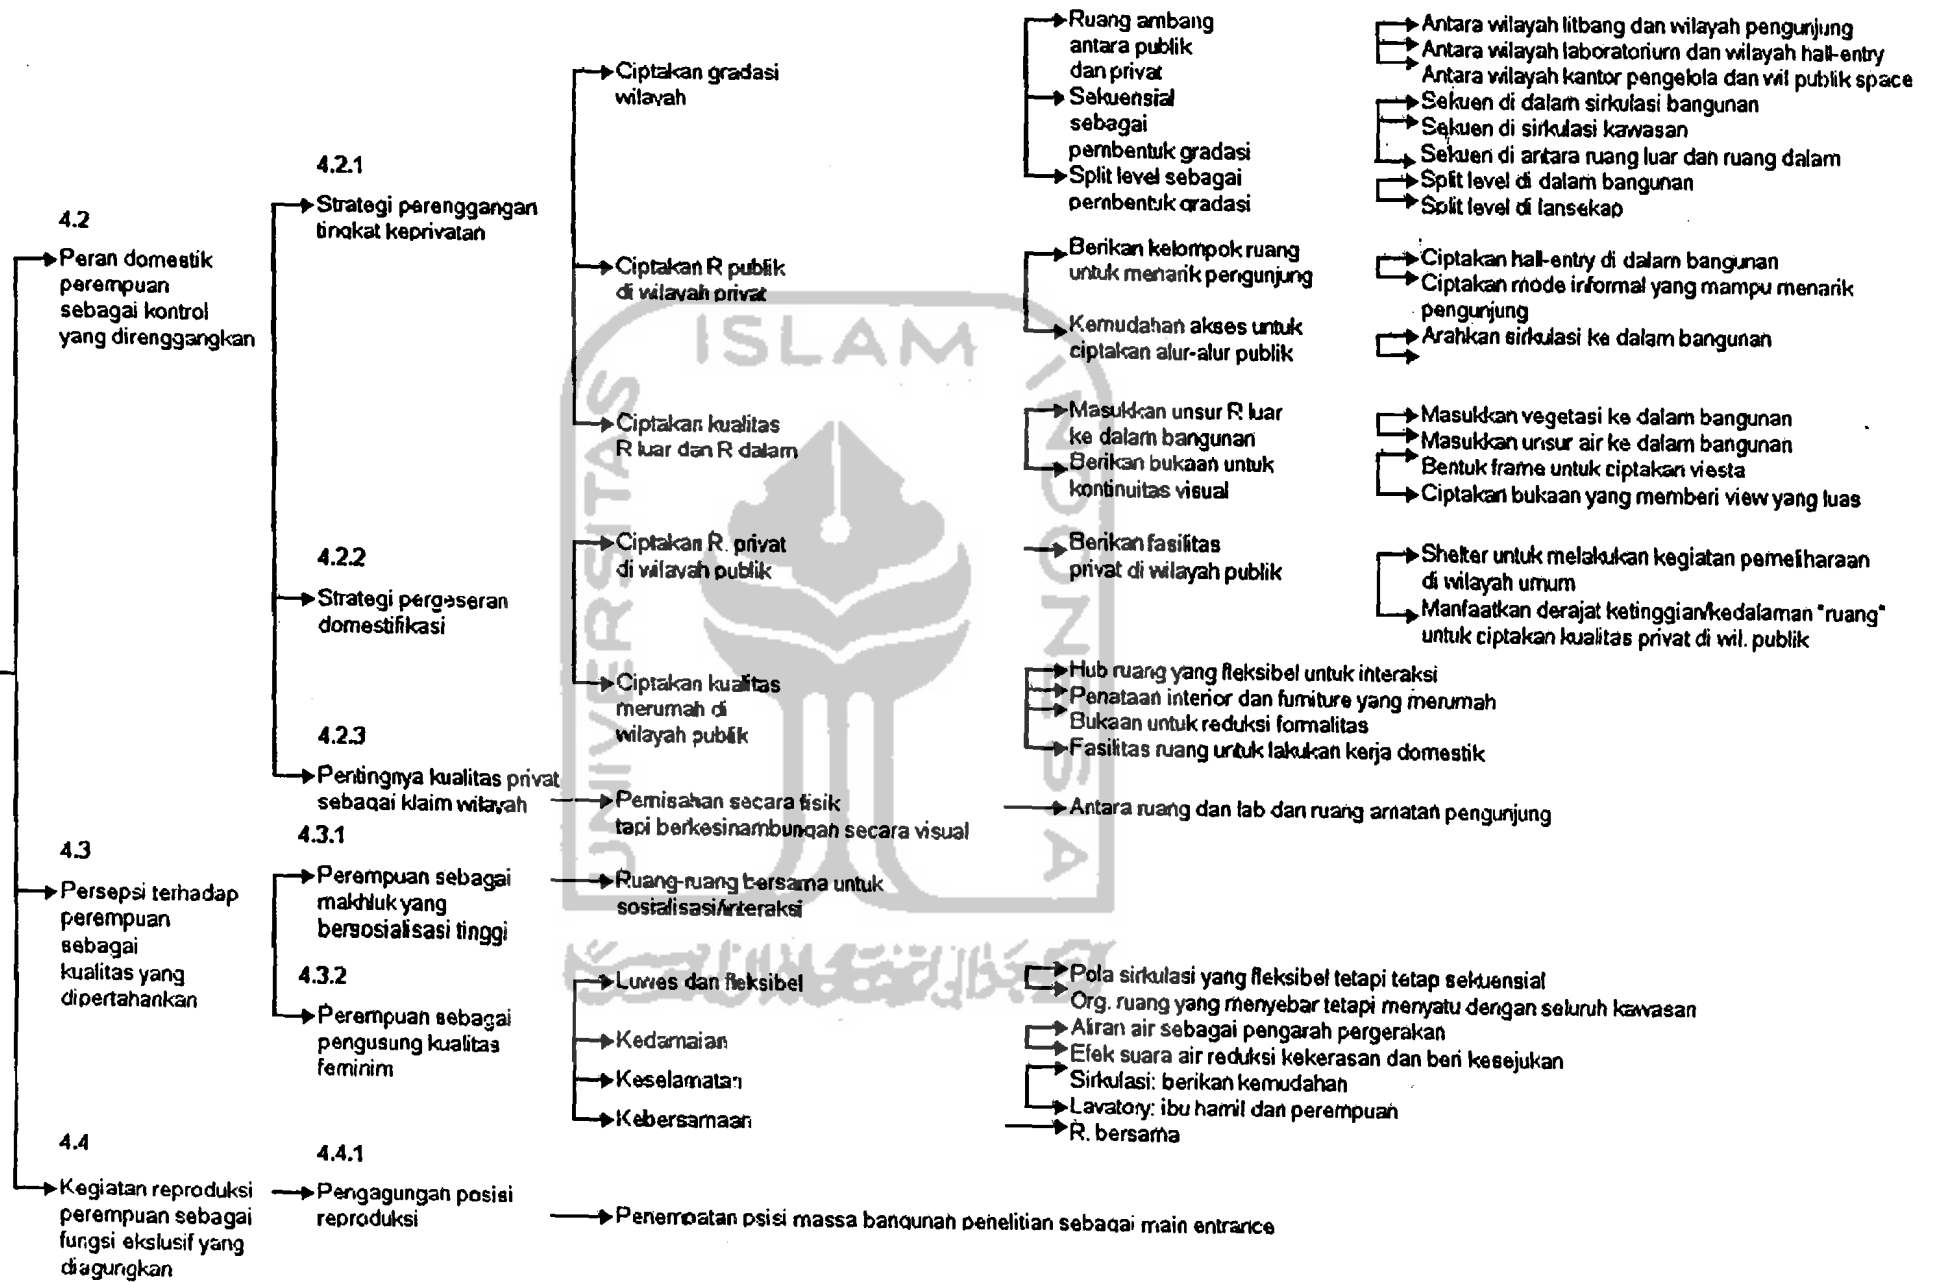 4.2
Peran domestik
perempuan
sebagai kontrol
yang direnggangkan
4.2.1
Strategi perenggangan
tingkat keprivatan
Ciptakan gradasi
wilayah
Ruang ambang
antara publik
dan privat
Antara wilayah litbang dan wilayah pengunjung
Antara wilayah laboratorium dan wilayah hall-entry
Antara wilayah kantor pengelola dan wil publik space
Sekuensial
sebagai
pembentuk gradasi
Sekuen di dalam sirkulasi bangunan
Sekuen di sirkulasi kawasan
Sekuen di antara ruang luar dan ruang dalam
Split level sebagai
pembentuk gradasi
Split level di dalam bangunan
Split level di lansekap
Ciptakan R publik
di wilayah privat
Berikan kelompok ruang
untuk menarik pengunjung
Ciptakan hall-entry di dalam bangunan
Ciptakan mode informal yang mampu menarik
pengunjung
Kemudahan akses untuk
ciptakan alur-alur publik
Arahkan sirkulasi ke dalam bangunan
Ciptakan kualitas
R luar dan R dalam
Masukkan unsur R luar
ke dalam bangunan
Masukkan vegetasi ke dalam bangunan
Masukkan unsur air ke dalam bangunan
Berikan bukaan untuk
kontinuitas visual
Bentuk frame untuk ciptakan viesta
Ciptakan bukaan yang memberi view yang luas
4.2.2
Strategi pergeseran
domestifikasi
Ciptakan R. privat
di wilayah publik
Berikan fasilitas
privat di wilayah publik
Shelter untuk melakukan kegiatan pemeliharaan
di wilayah umum
Manfaatkan derajat ketinggian/kedalaman "ruang"
untuk ciptakan kualitas privat di wil. publik
Ciptakan kualitas
merumah di
wilayah publik
Hub ruang yang fleksibel untuk interaksi
Penataan interior dan furniture yang merumah
Bukaan untuk reduksi formalitas
Fasilitas ruang untuk lakukan kerja domestik
4.2.3
Pentingnya kualitas privat
sebagai klaim wilayah
Pemisahan secara fisik
tapi berkesinambungan secara visual
Antara ruang dan lab dan ruang amatan pengunjung
4.3
Persepsi terhadap
perempuan
sebagai
kualitas yang
dipertahankan
4.3.1
Perempuan sebagai
makhluk yang
bersosialisasi tinggi
Ruang-ruang bersama untuk
sosialisasi/interaksi
4.3.2
Perempuan sebagai
pengusung kualitas
feminim
Luwes dan fleksibel
Pola sirkulasi yang fleksibel tetapi tetap sekuensial
Org. ruang yang menyebar tetapi menyatu dengan seluruh kawasan
Kedamaian
Aliran air sebagai pengarah pergerakan
Efek suara air reduksi kekerasan dan beri kesejukan
Keselamatan
Sirkulasi: berikan kemudahan
Lavatory: ibu hamil dan perempuan
Kebersamaan
R. bersama
4.4
Kegiatan reproduksi
perempuan sebagai
fungsi ekslusif yang
diagungkan
4.4.1
Pengagungan posisi
reproduksi
Penempatan psisi massa bangunan penelitian sebagai main entrance
UNIVERSITAS
ISLAM
INDONESIA